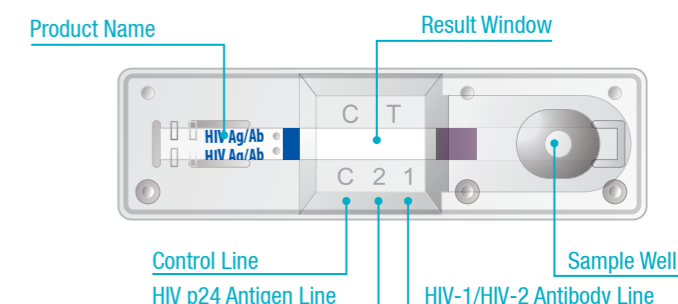 Product Name
Result Window
C T
HIV Ag/Ab
HIV Ag/Ab
C 2 1
Control Line
Sample Well
HIV p24 Antigen Line
HIV-1/HIV-2 Antibody Line